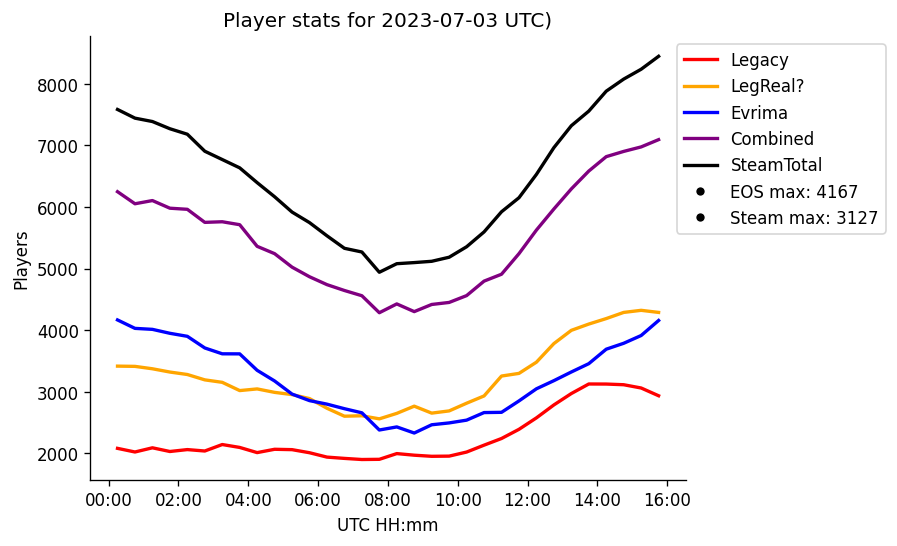 Player stats for 2023-07-03 UTC)
Legacy
LegReal?
Evrima
Combined
SteamTotal
EOS max: 4167
Steam max: 3127
Players
8000
7000
6000
5000
4000
3000
2000
00:00 02:00 04:00 06:00 08:00 10:00 12:00 14:00 16:00
UTC HH:mm